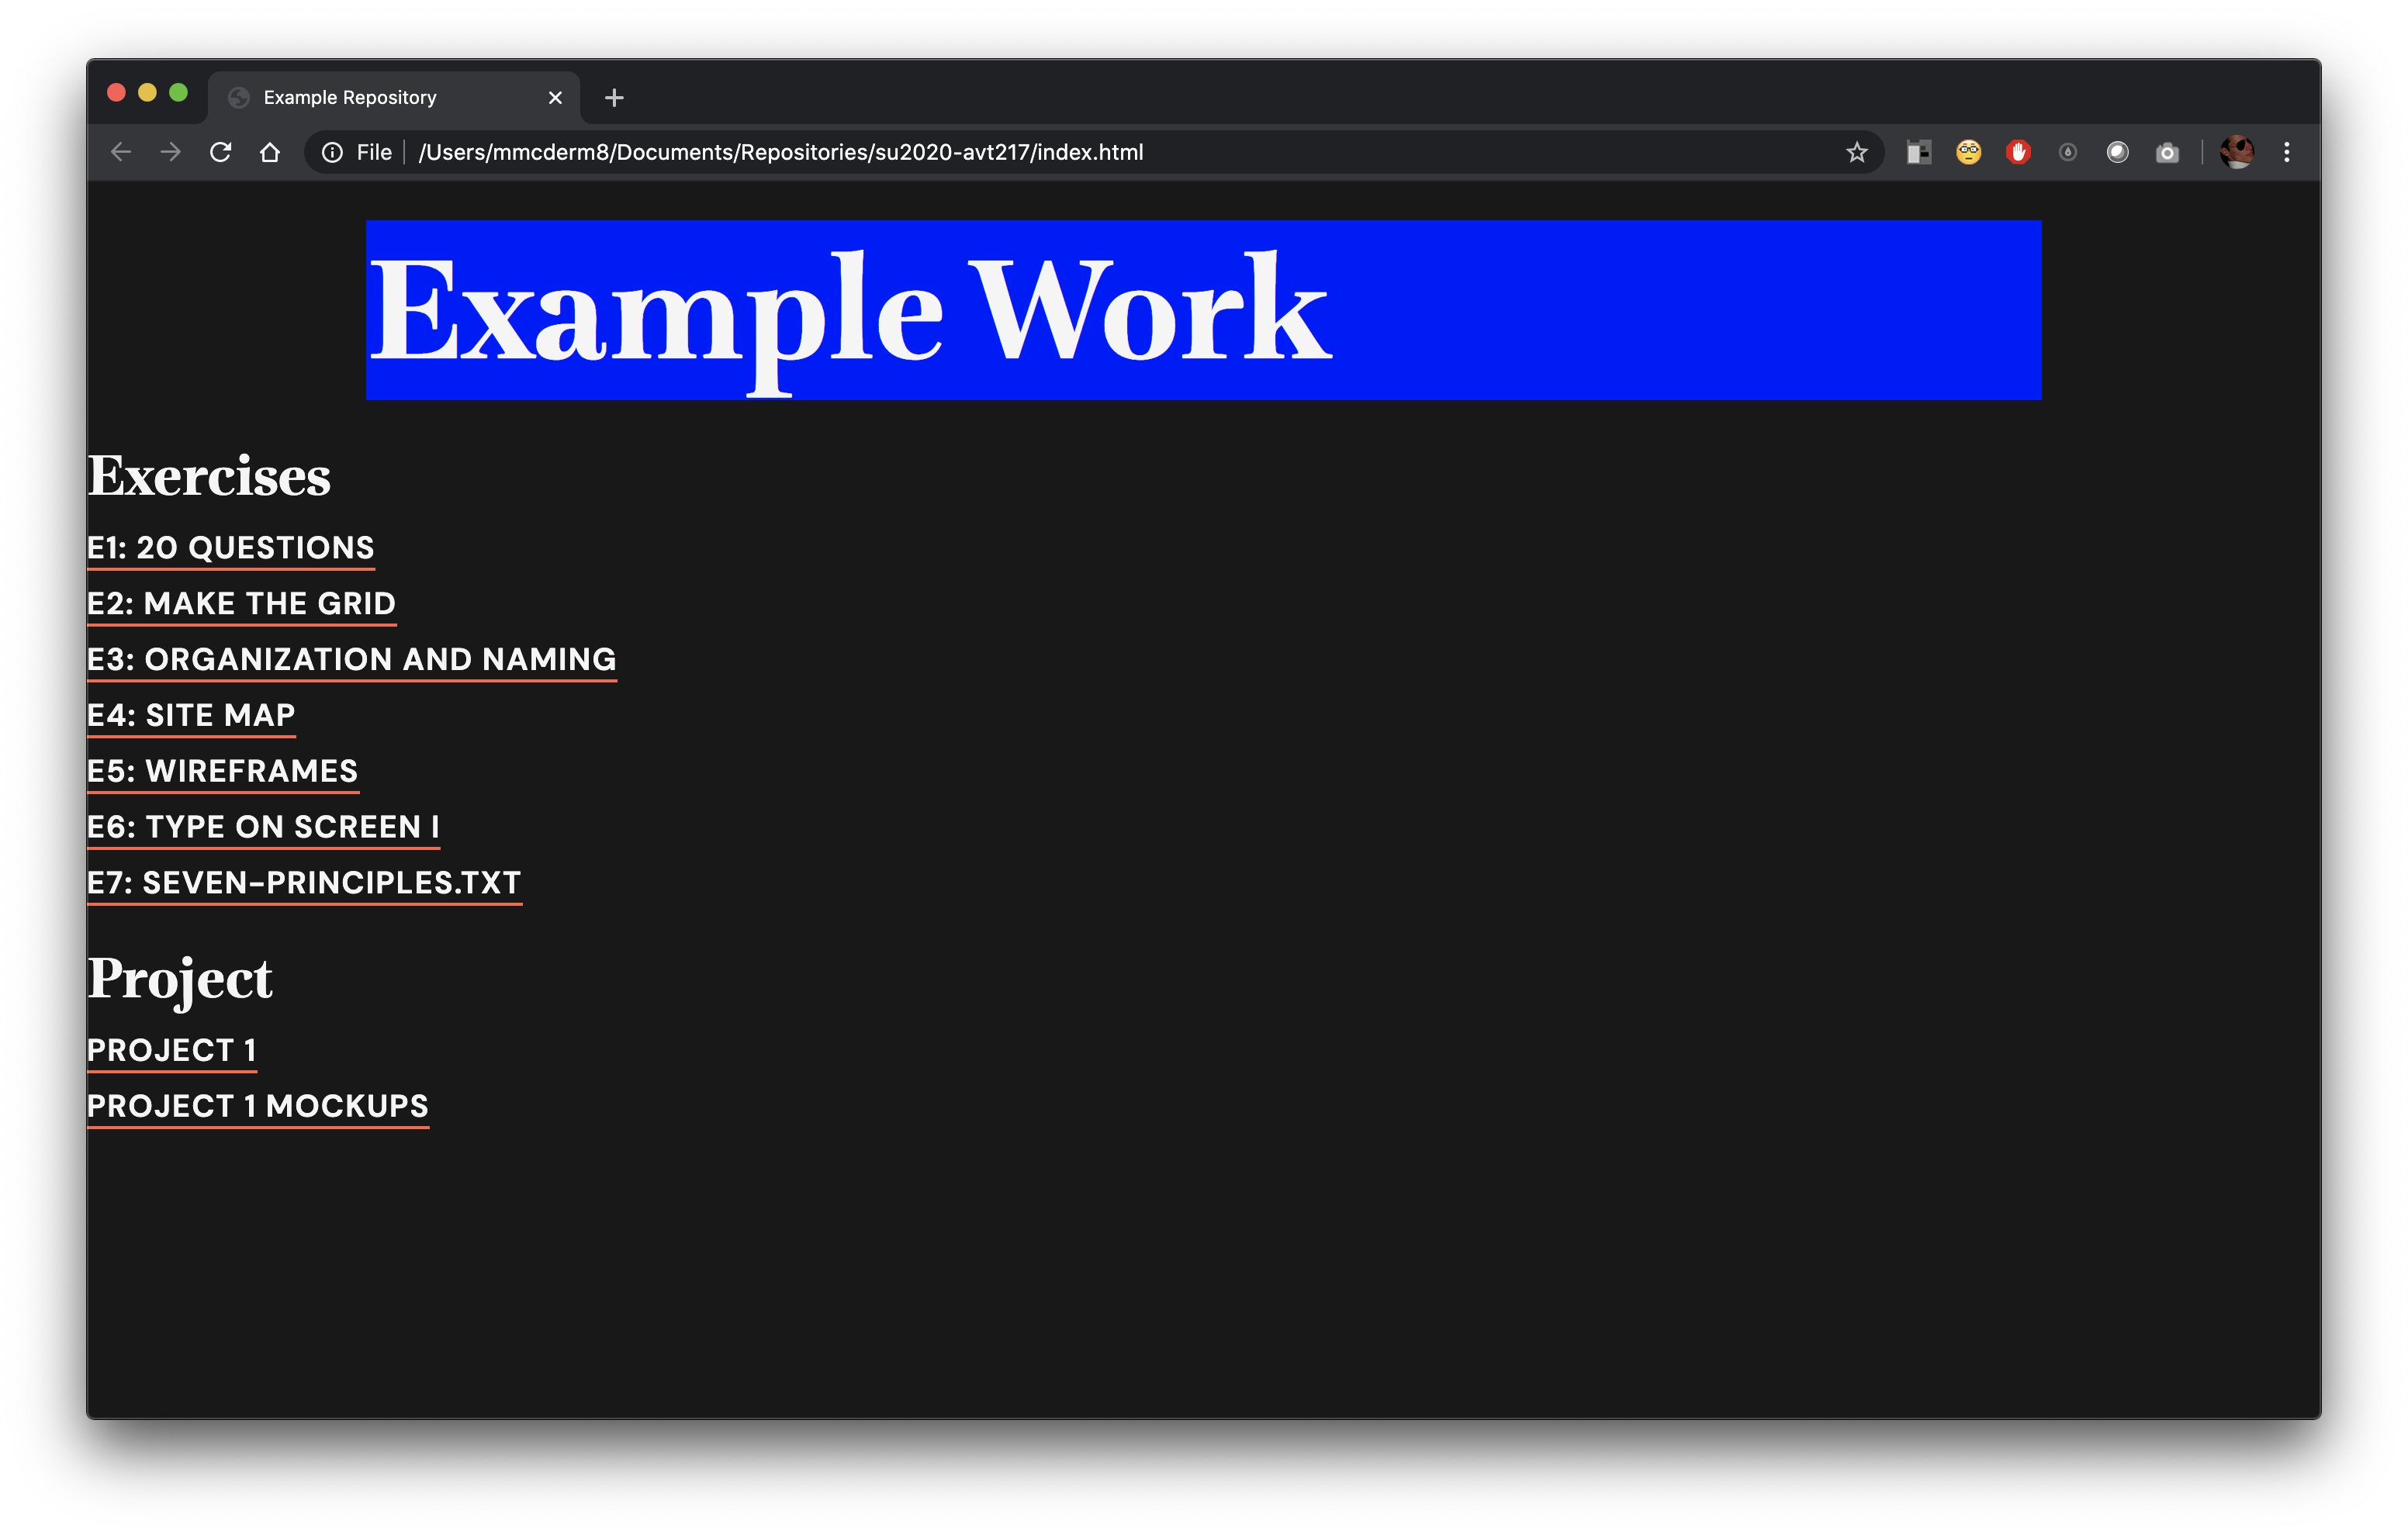 Example Repository
File /Users/mmcderm8/Documents/Repositories/su2020-avt217/index.html
Example Work
Exercises
E1: 20 QUESTIONS
E2: MAKE THE GRID
E3: ORGANIZATION AND NAMING
E4: SITE MAP
E5: WIREFRAMES
E6: TYPE ON SCREEN I
E7: SEVEN-PRINCIPLES.TXT
Project
PROJECT 1
PROJECT 1 MOCKUPS